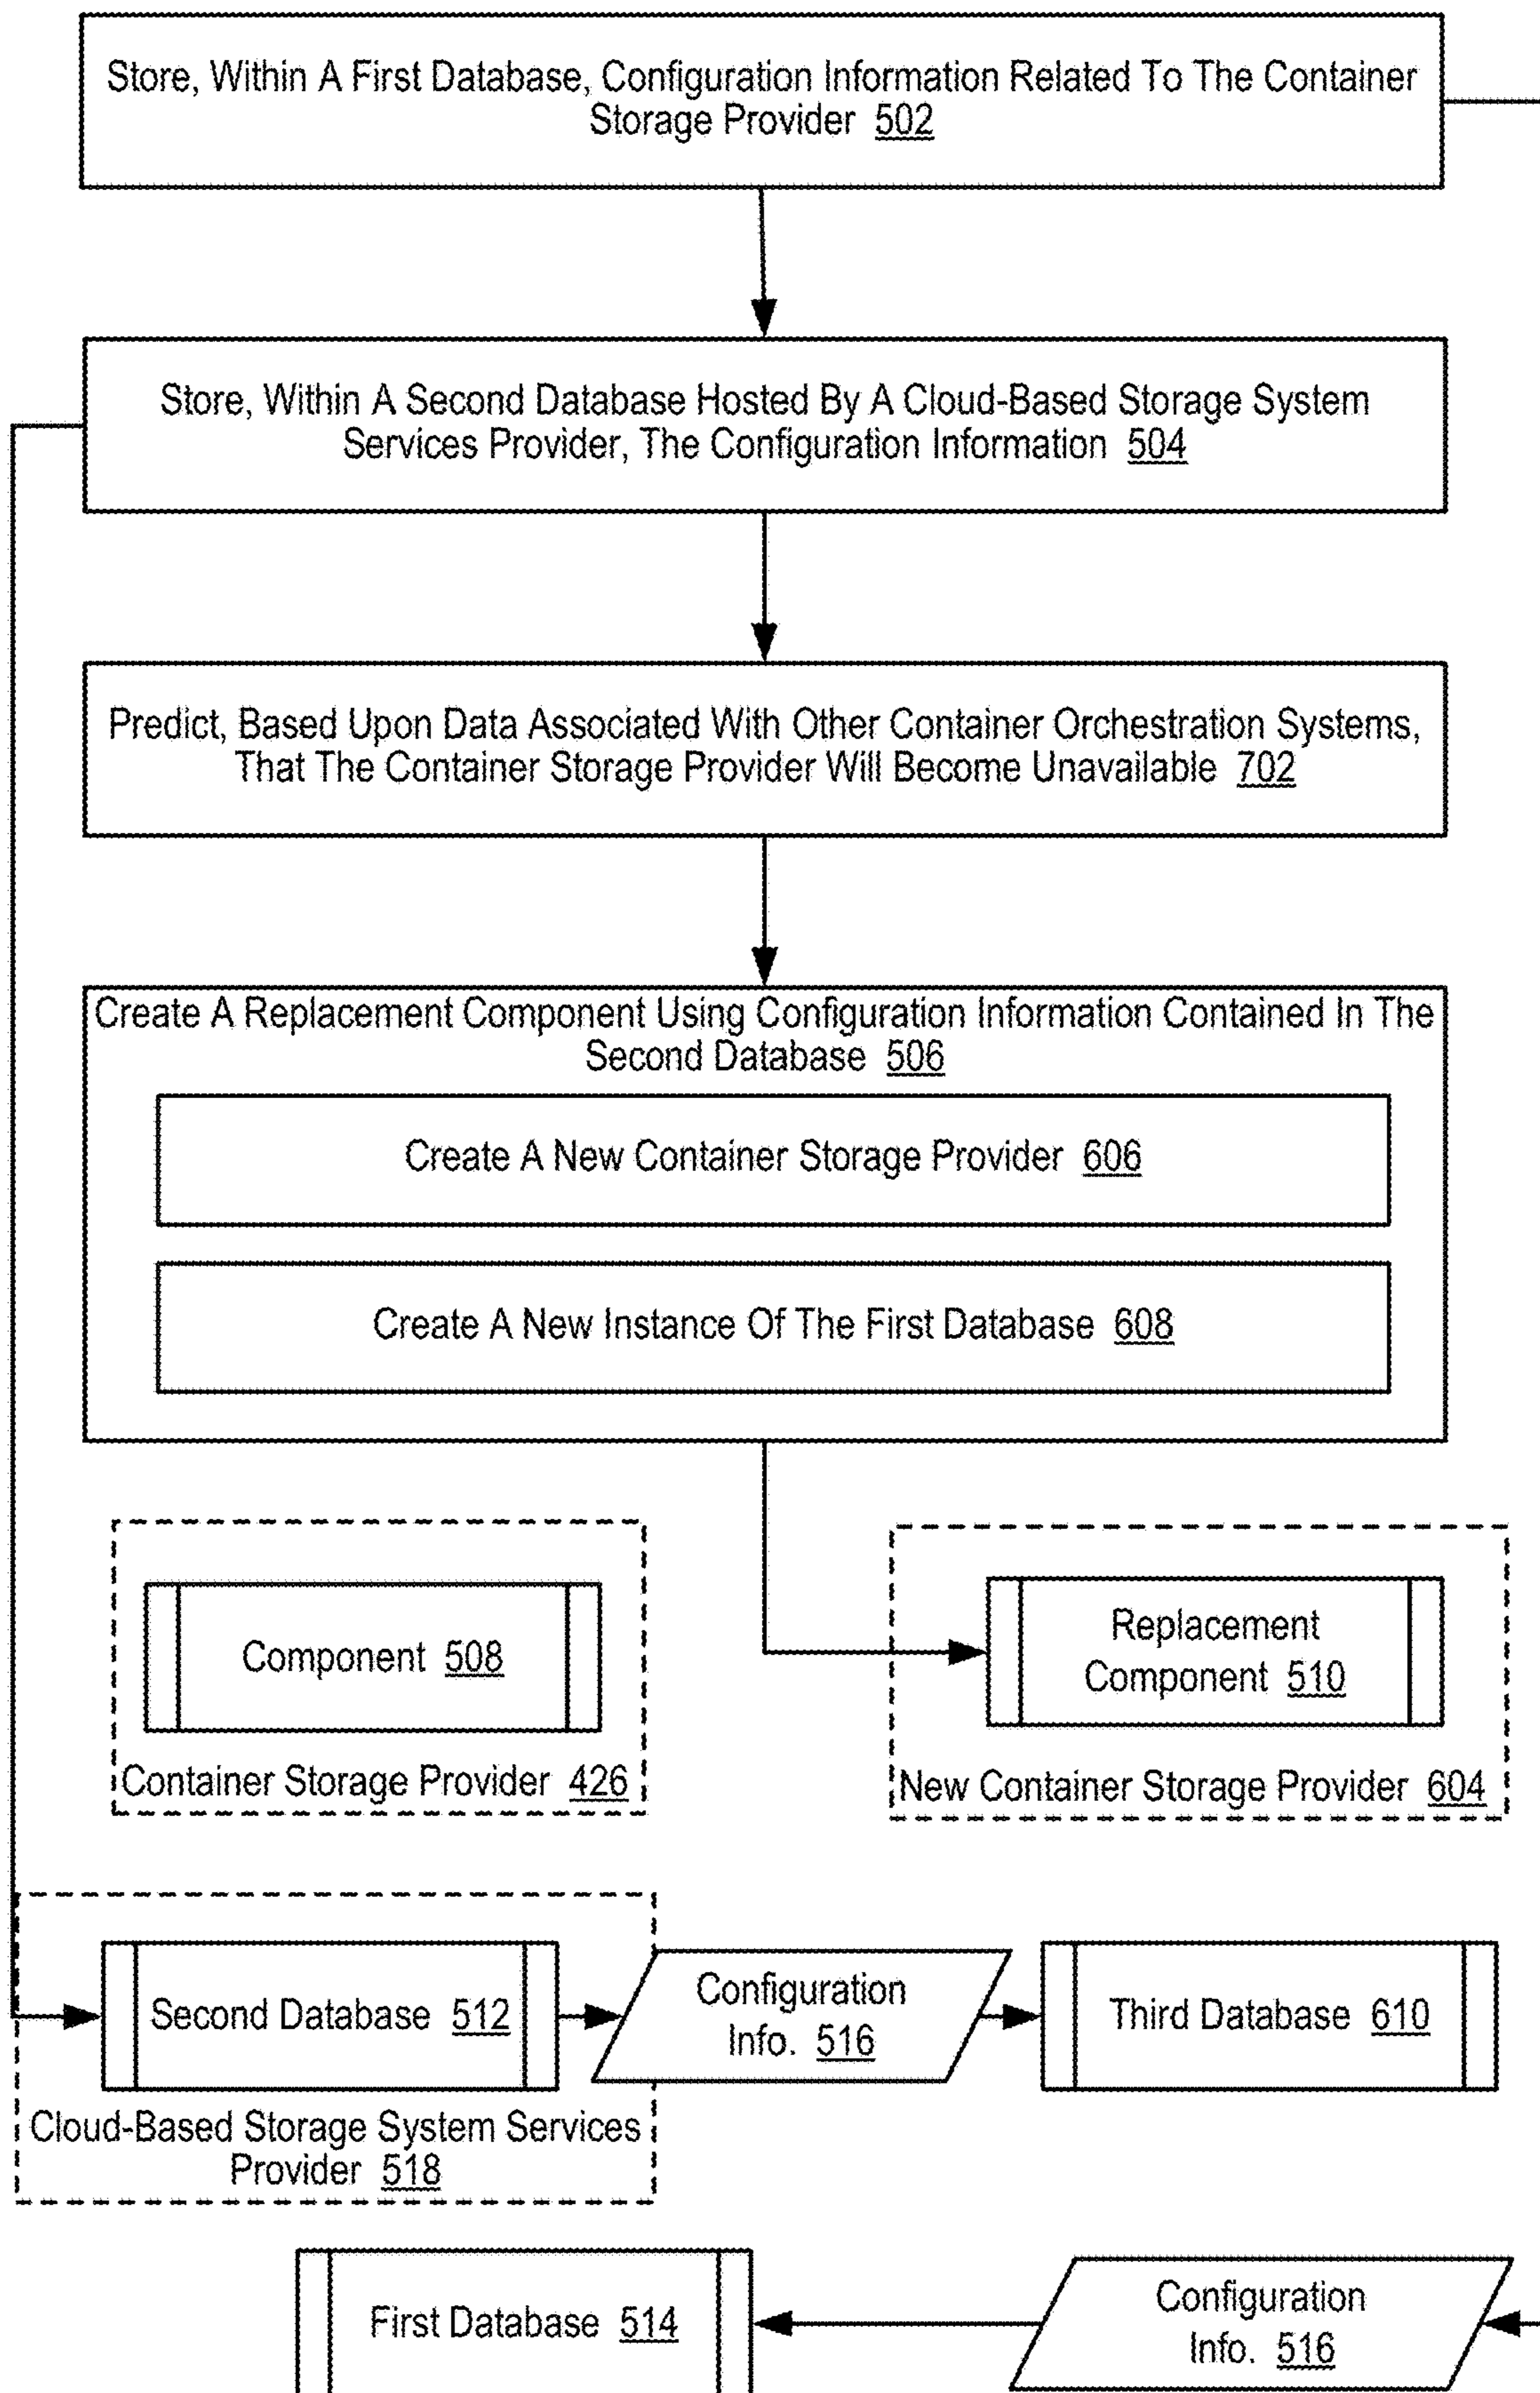 Store, Within A First Database, Configuration Information Related To The Container
Storage Provider 502
Store, Within A Second Database Hosted By A Cloud-Based Storage System
Services Provider, The Configuration Information 504
Predict, Based Upon Data Associated With Other Container Orchestration Systems,
That The Container Storage Provider Will Become Unavailable 702
Create A Replacement Component Using Configuration Information Contained In The
Second Database 506
Create A New Container Storage Provider 606
Create A New Instance Of The First Database 608
Component 508
Container Storage Provider 426
Replacement
Component 510
New Container Storage Provider 604
Second Database 512
Configuration
Info. 516
Third Database 610
Cloud-Based Storage System Services
Provider 518
First Database 514
Configuration
Info. 516